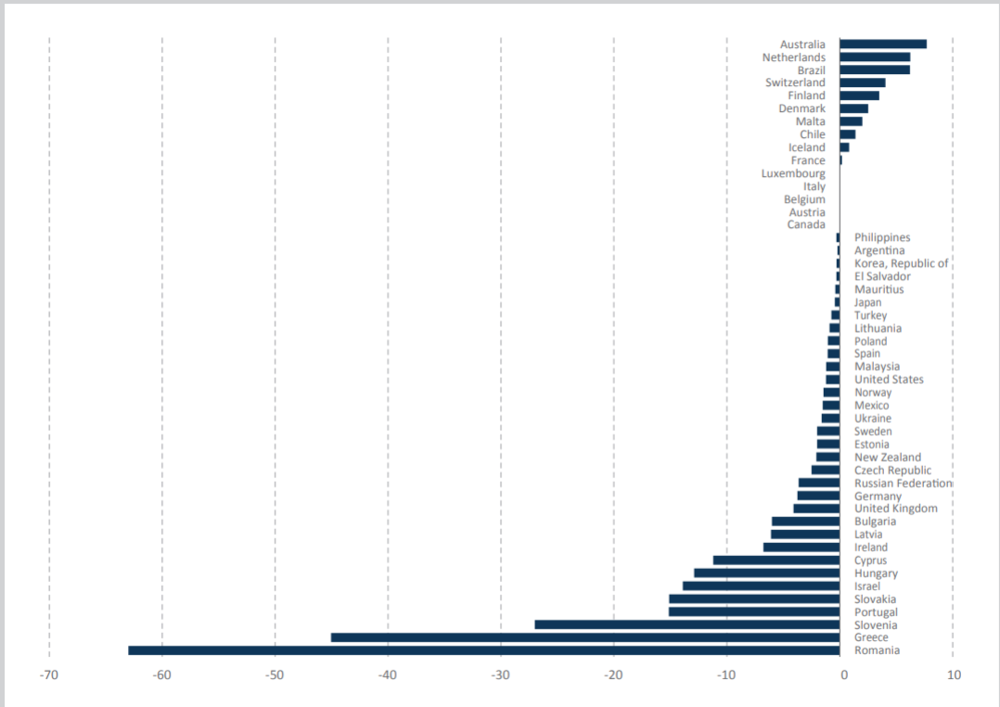 Australia
Netherlands
Brazil
Switzerland
Finland
Denmark
Malta
Chile
Iceland
France
Luxembourg
Italy
Belgium
Austria
Canada
Philippines
Argentina
Korea, Republic of
El Salvador
Mauritius
Japan
Turkey
Lithuania
Poland
Spain
Malaysia
United States
Norway
Mexico
Ukraine
Sweden
Estonia
New Zealand
Czech Republic
Russian Federation
Germany
United Kingdom
Bulgaria
Latvia
Ireland
Cyprus
Hungary
Israel
Slovakia
Portugal
Slovenia
Greece
Romania
-70 -60 -50 -40 -30 -20 -10 0 10